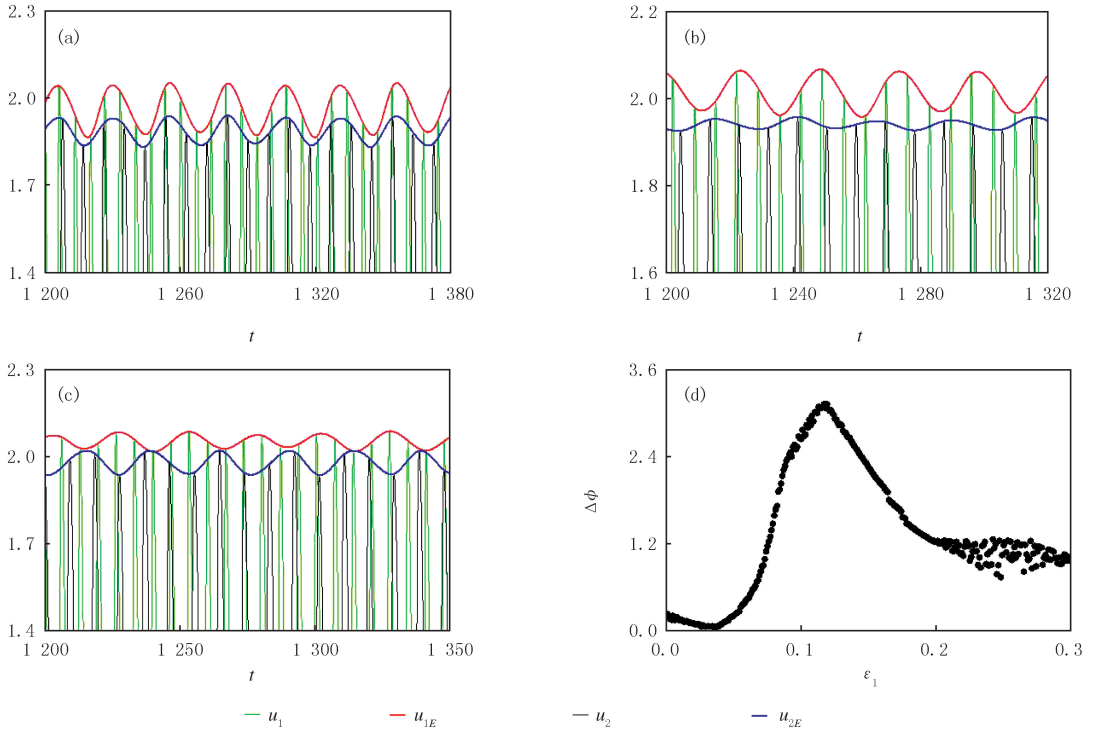 2.3
(a)
2.0
1.7
1.4
1 200
1 260
1 320
1 380
t
2.2
(b)
2.0
1.8
1.6
1 200
1 240
1 280
1 320
t
2.3
(c)
2.0
1.7
1.4
1 200
1 250
1 300
1 350
t
3.6
(d)
2.4
ΔΦ
1.2
0.0
0.0
0.1
0.2
0.3
ε₁
u₁
u₁E
u₂
u₂E